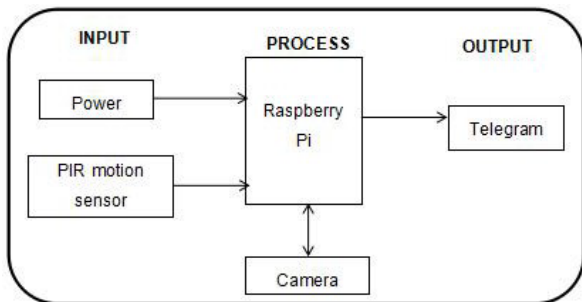 INPUT
PROCESS
OUTPUT
Power
Raspberry
Pi
Telegram
PIR motion
sensor
Camera